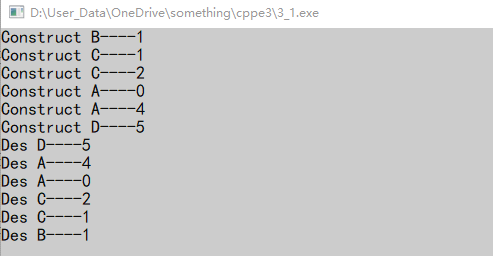 D:\User_Data\OneDrive\something\cppe3\3_1.exe
Construct B----1
Construct C----1
Construct C----2
Construct A----0
Construct A----4
Construct D----5
Des D----5
Des A----4
Des A----0
Des C----2
Des C----1
Des B----1